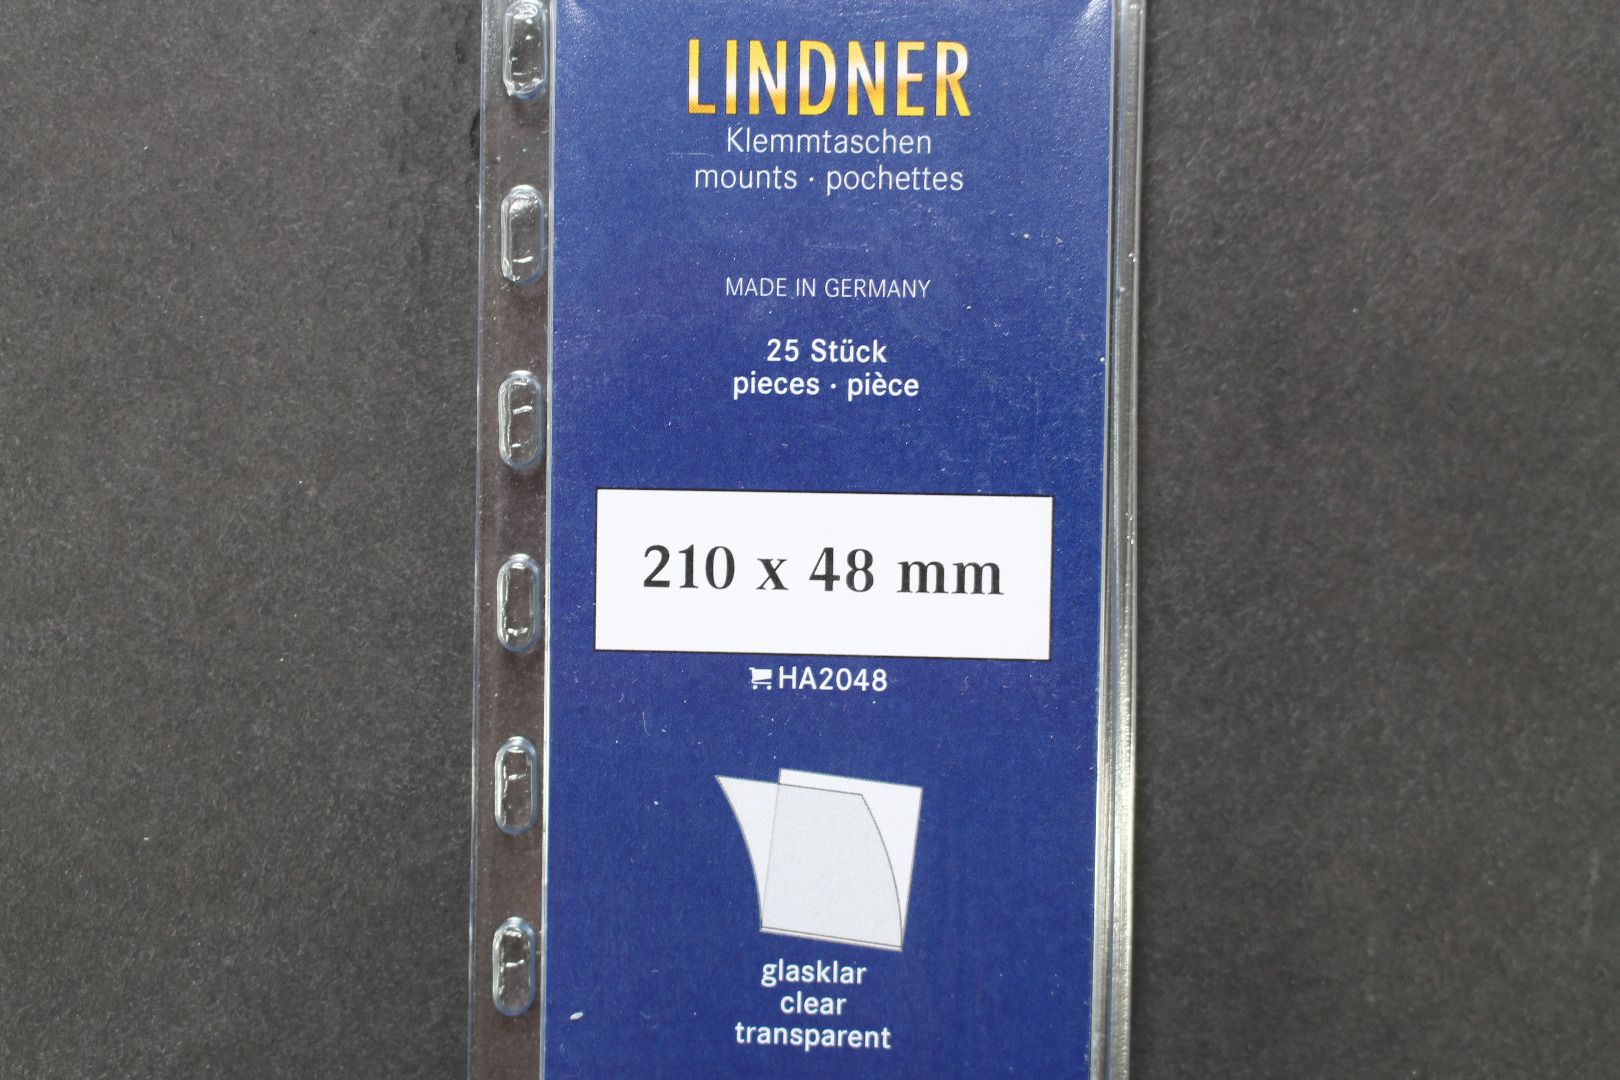 LINDNER
Klemmtaschen
mounts · pochettes
MADE IN GERMANY
25 Stück
pieces · pièce
210 x 48 mm
HA2048
glasklar
clear
transparent